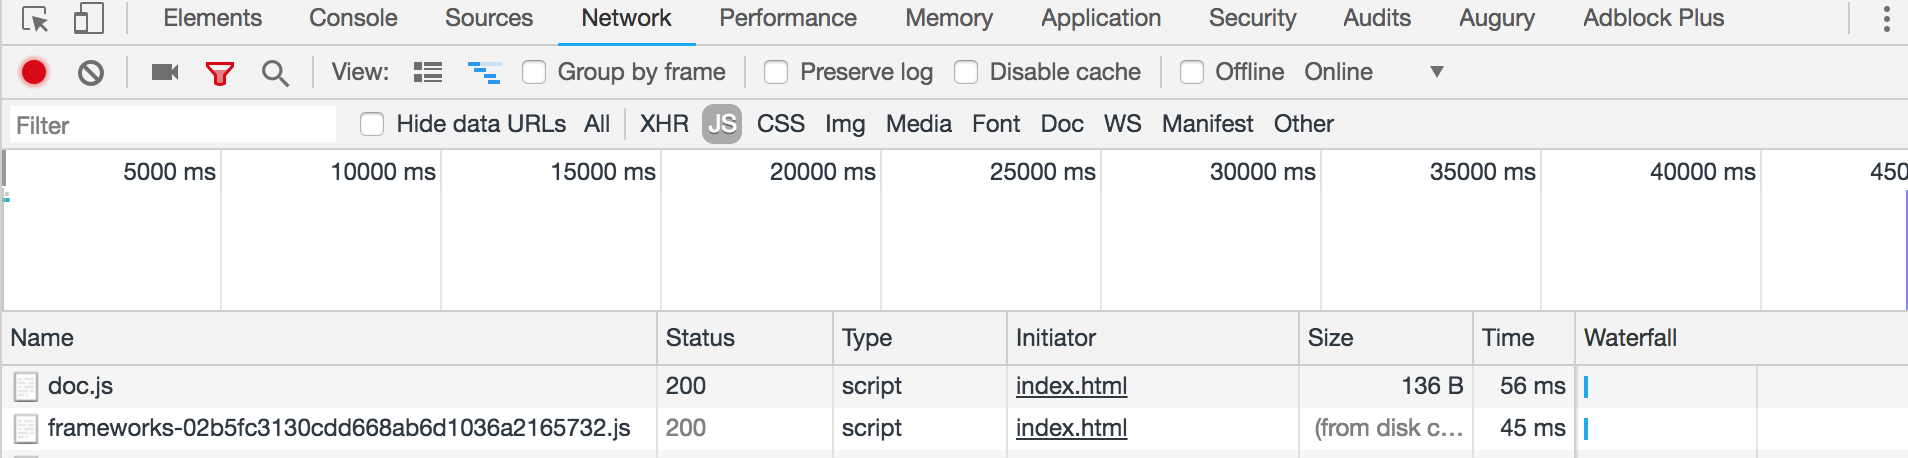 Elements Console Sources Network Performance Memory Application Security Audits Augury Adblock Plus
View: Group by frame Preserve log Disable cache Offline Online
Filter Hide data URLs All XHR JS CSS Img Media Font Doc WS Manifest Other
5000 ms 10000 ms 15000 ms 20000 ms 25000 ms 30000 ms 35000 ms 40000 ms 450
Name Status Type Initiator Size Time Waterfall
doc.js 200 script index.html 136 B 56 ms
frameworks-02b5fc3130cdd668ab6d1036a2165732.js 200 script index.html (from disk c... 45 ms